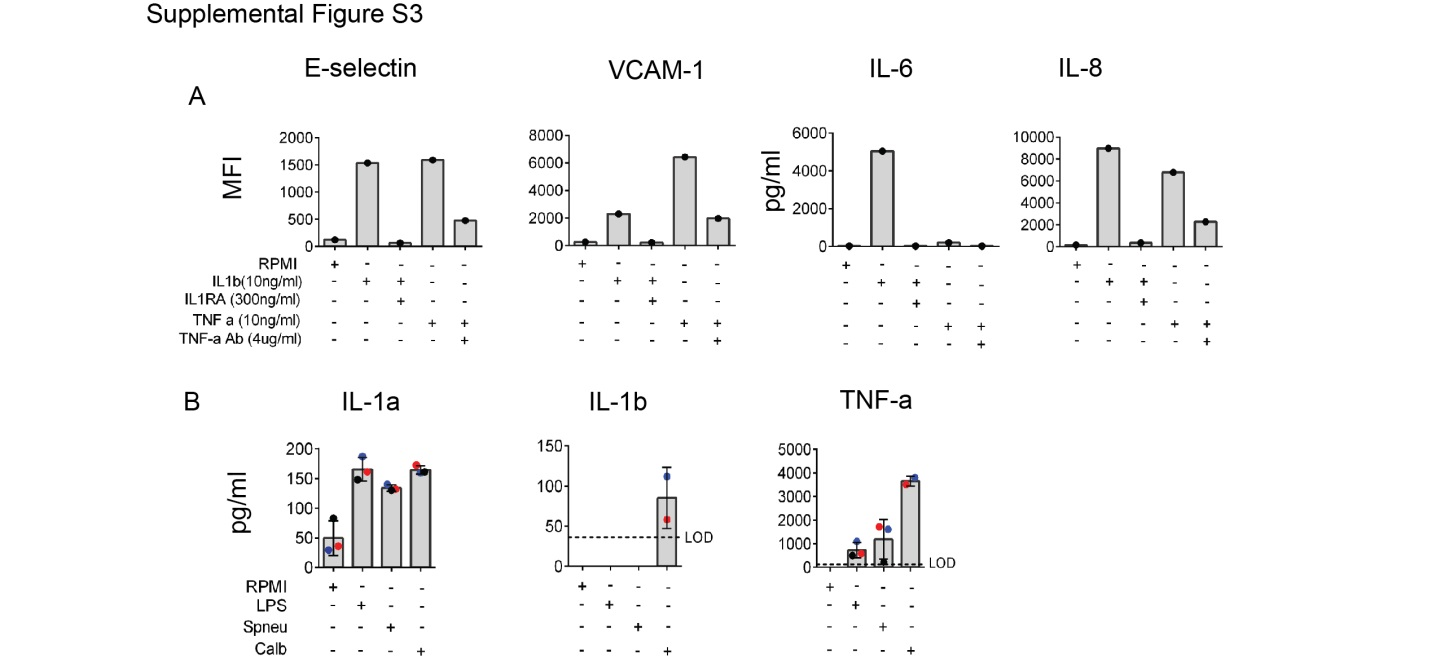 Supplemental Figure S3
E-selectin VCAM-1 IL-6 IL-8
A
2000 8000 6000 10000
1500 6000 4000 8000
1000 4000 2000 6000
500 2000 0 4000
0 0 2000
0
MFI pg/ml
RPMI + - - - - + - - - - + - - - - + - - - -
IL1b(10ng/ml) - + + - - - + + - - - + + - - - + + - -
IL1RA (300ng/ml) - - + - - - - + - - - - + - - - - + - -
TNF a (10ng/ml) - - - + + - - - + + - - - + + - - - + +
TNF-a Ab (4ug/ml) - - - - + - - - - + - - - - + - - - - +
B IL-1a IL-1b TNF-a
200 150 5000
150 100 4000
100 50 3000
50 0 2000
0 1000
0
pg/ml
LOD LOD
RPMI + - - - + - - - + - - -
LPS - + - - - + - - - + - -
Spneu - - + - - - + - - - + -
Calb - - - + - - - + - - - +